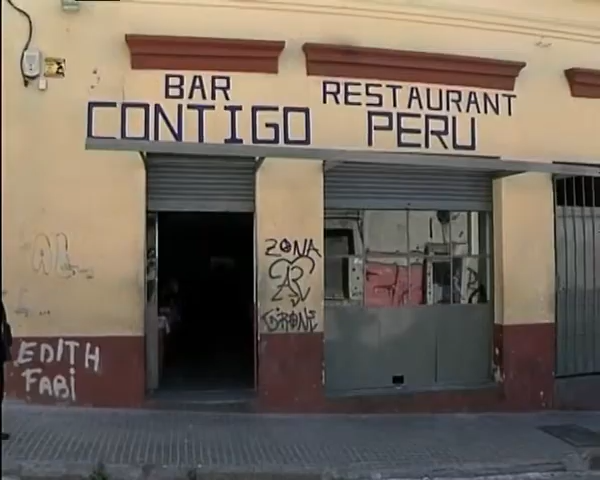 BAR RESTAURANT
CONTIGO PERU
ZONA
EDITH
FABI